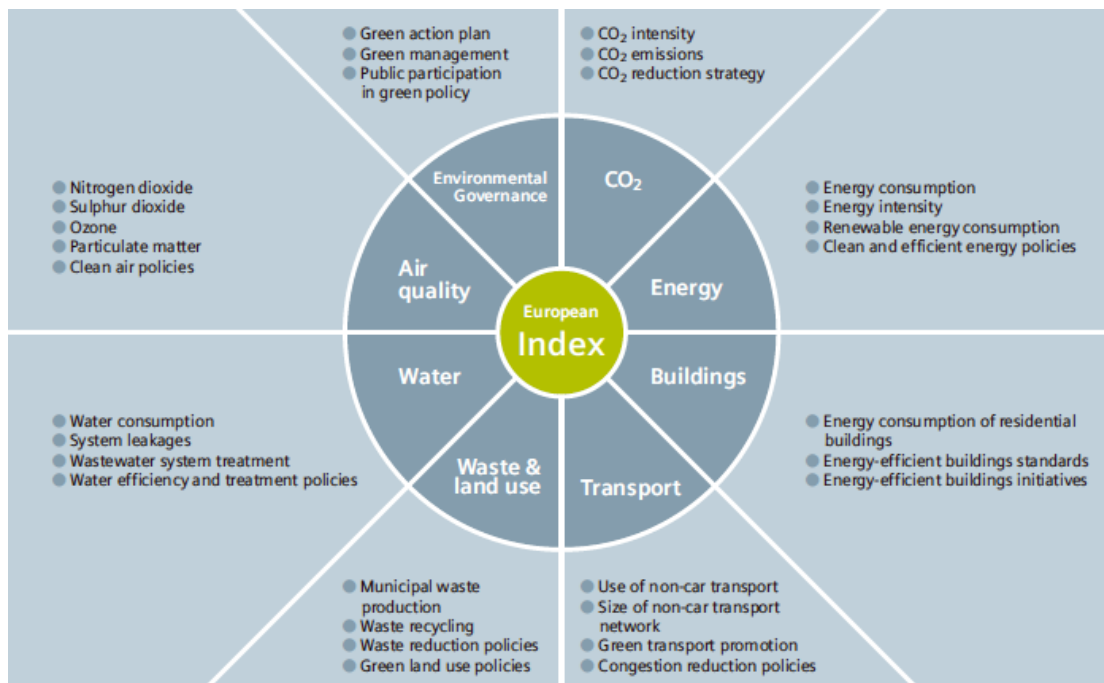 Green action plan
Green management
Public participation
in green policy
CO₂ intensity
CO₂ emissions
CO₂ reduction strategy
Environmental
Governance
CO₂
Nitrogen dioxide
Sulphur dioxide
Ozone
Particulate matter
Clean air policies
Energy consumption
Energy intensity
Renewable energy consumption
Clean and efficient energy policies
Air
quality
Energy
European
Index
Water
Buildings
Water consumption
System leakages
Wastewater system treatment
Water efficiency and treatment policies
Energy consumption of residential
buildings
Energy-efficient buildings standards
Energy-efficient buildings initiatives
Waste &
land use
Transport
Municipal waste
production
Waste recycling
Waste reduction policies
Green land use policies
Use of non-car transport
Size of non-car transport
network
Green transport promotion
Congestion reduction policies